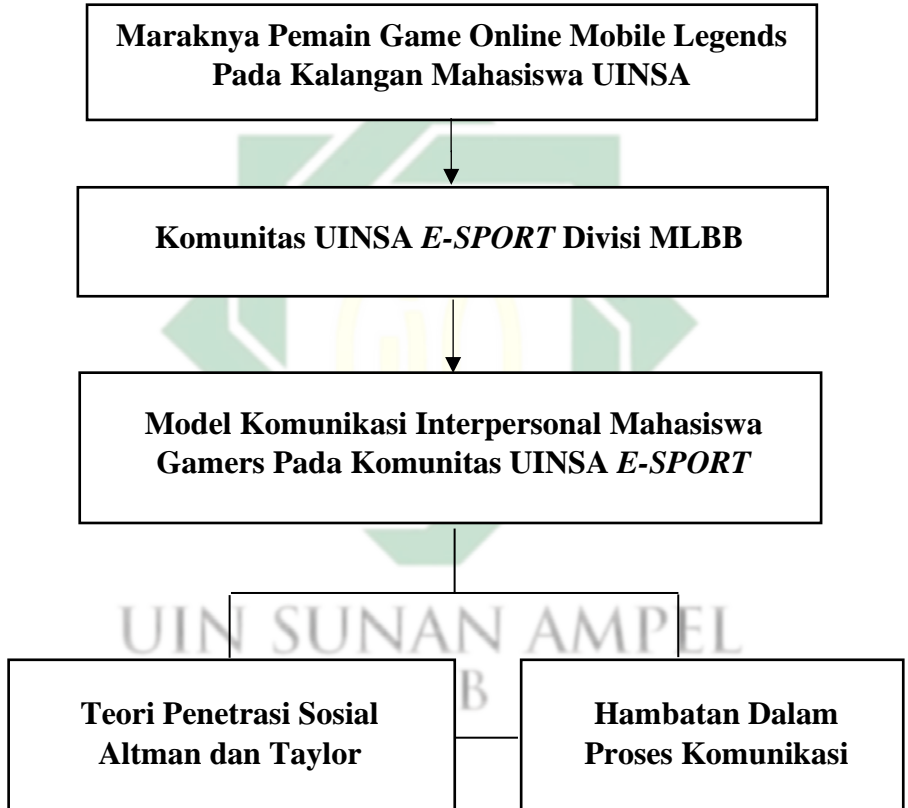 Maraknya Pemain Game Online Mobile Legends
Pada Kalangan Mahasiswa UINSA
Komunitas UINSA E-SPORT Divisi MLBB
Model Komunikasi Interpersonal Mahasiswa
Gamers Pada Komunitas UINSA E-SPORT
UIN SUNAN AMPEL
B
Teori Penetrasi Sosial
Altman dan Taylor
Hambatan Dalam
Proses Komunikasi